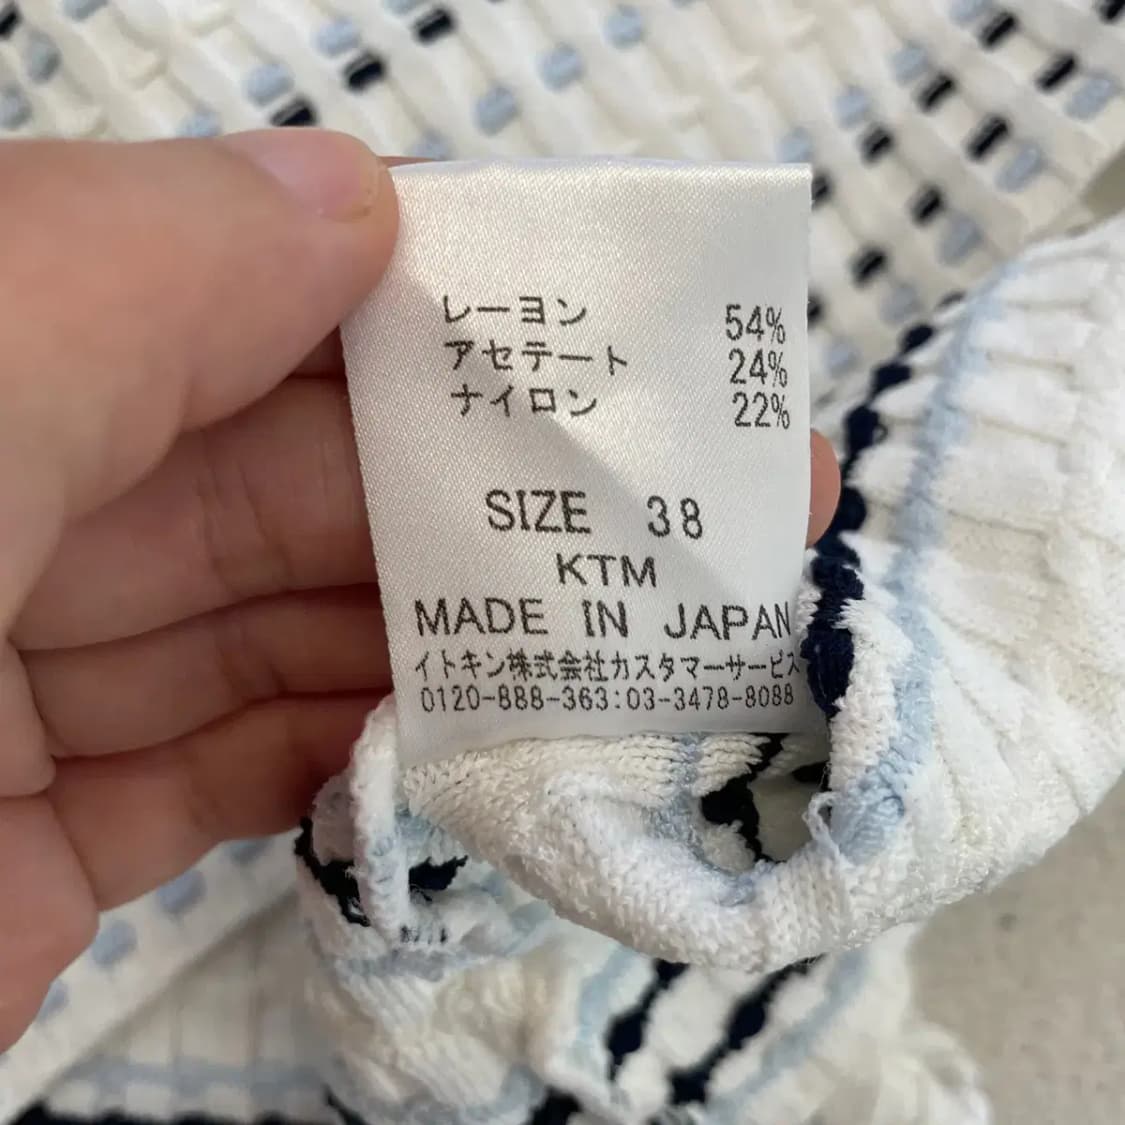 レーヨン 54%
アセテート 24%
ナイロン 22%
SIZE 38
KTM
MADE IN JAPAN
イトキン株式会社カスタマーサービス
0120-888-363:03-3478-8088